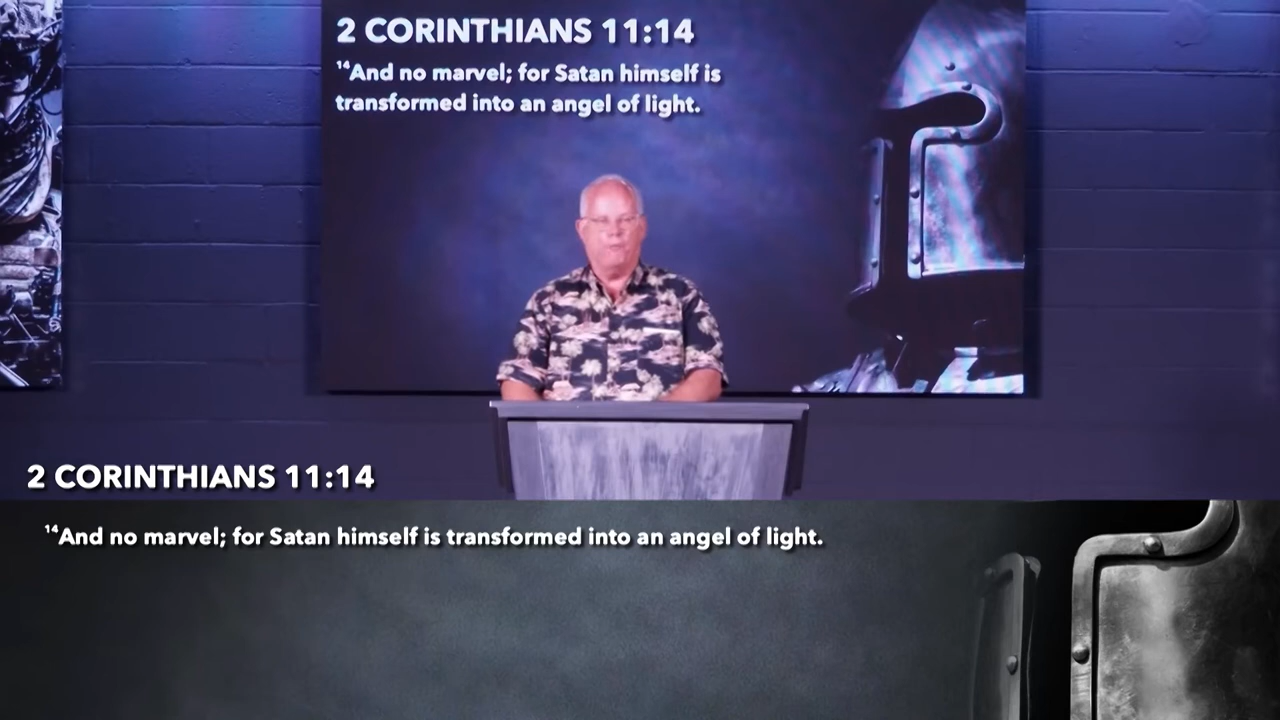 2 CORINTHIANS 11:14
¹⁴And no marvel; for Satan himself is
transformed into an angel of light.
2 CORINTHIANS 11:14
¹⁴And no marvel; for Satan himself is transformed into an angel of light.